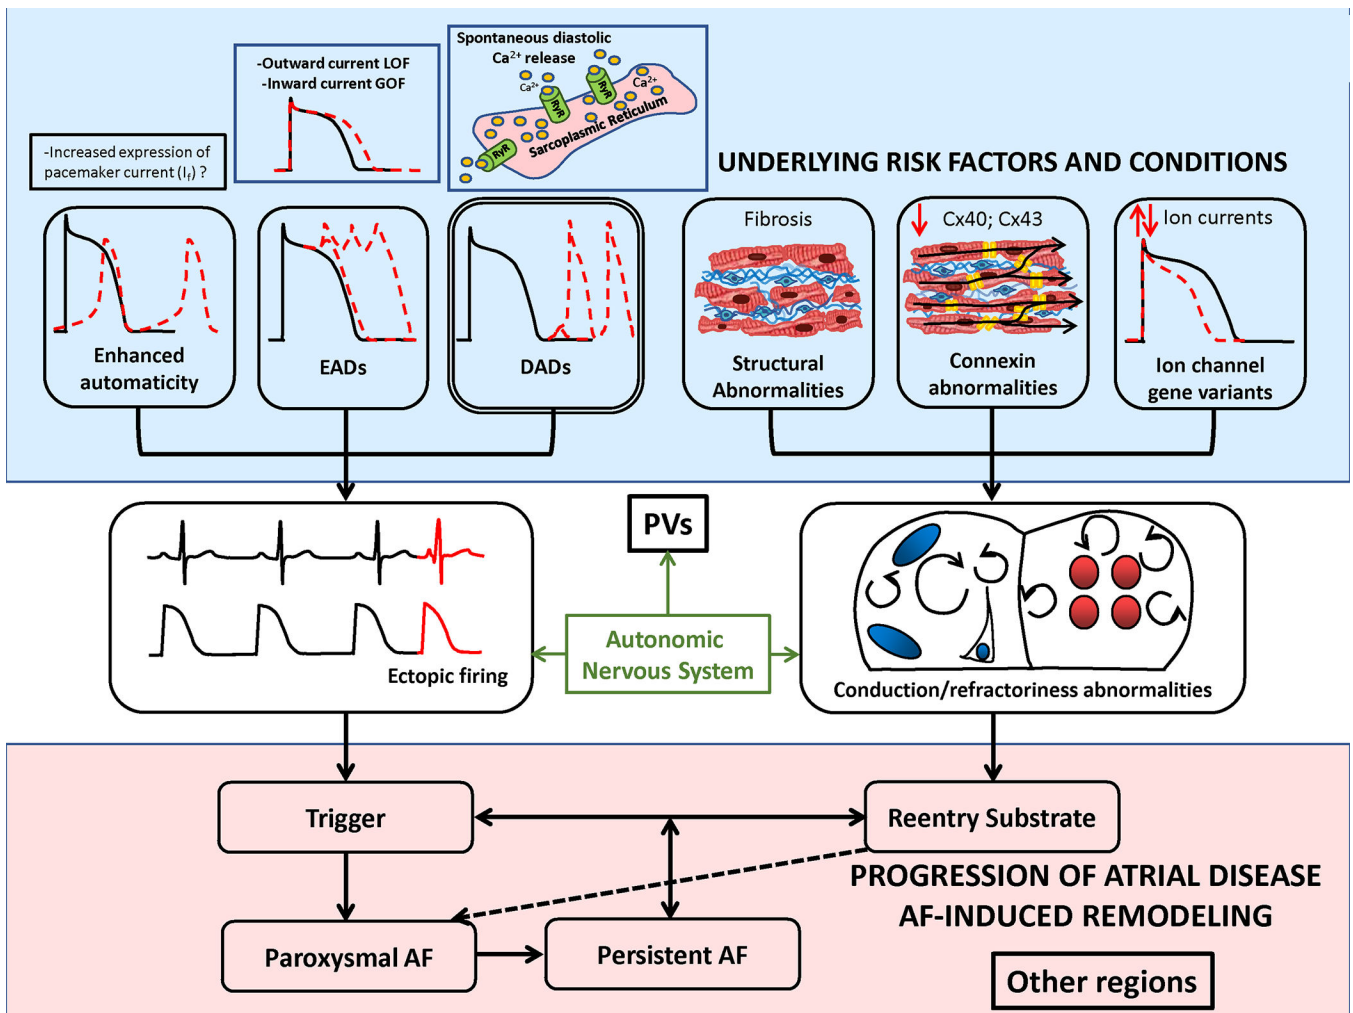 Spontaneous diastolic
Ca2+ release
Ca2+
Ca2+
RyR
RyR
RyR
Sarcoplasmic Reticulum
-Outward current LOF
-Inward current GOF
-Increased expression of
pacemaker current (If) ?
UNDERLYING RISK FACTORS AND CONDITIONS
Enhanced
automaticity
EADs
DADs
Fibrosis
Structural
Abnormalities
Cx40; Cx43
Connexin
abnormalities
Ion currents
Ion channel
gene variants
Ectopic firing
PVs
Autonomic
Nervous System
Conduction/refractoriness abnormalities
Trigger
Reentry Substrate
PROGRESSION OF ATRIAL DISEASE
AF-INDUCED REMODELING
Paroxysmal AF
Persistent AF
Other regions